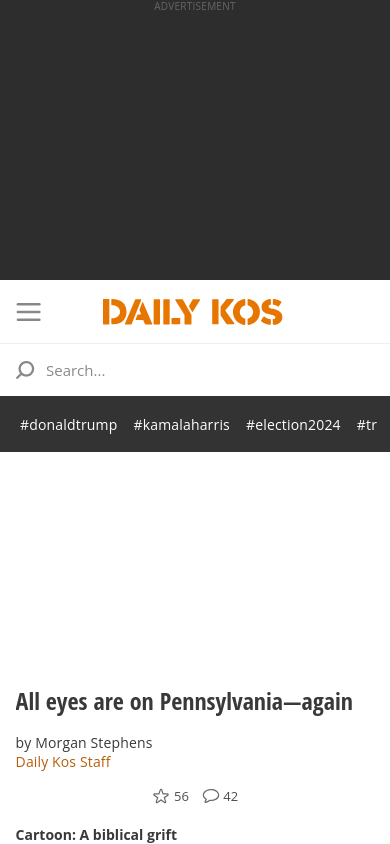 ADVERTISEMENT
DAILY KOS
Search...
#donaldtrump #kamalaharris #election2024 #tr
All eyes are on Pennsylvania—again
by Morgan Stephens
Daily Kos Staff
56 42
Cartoon: A biblical grift